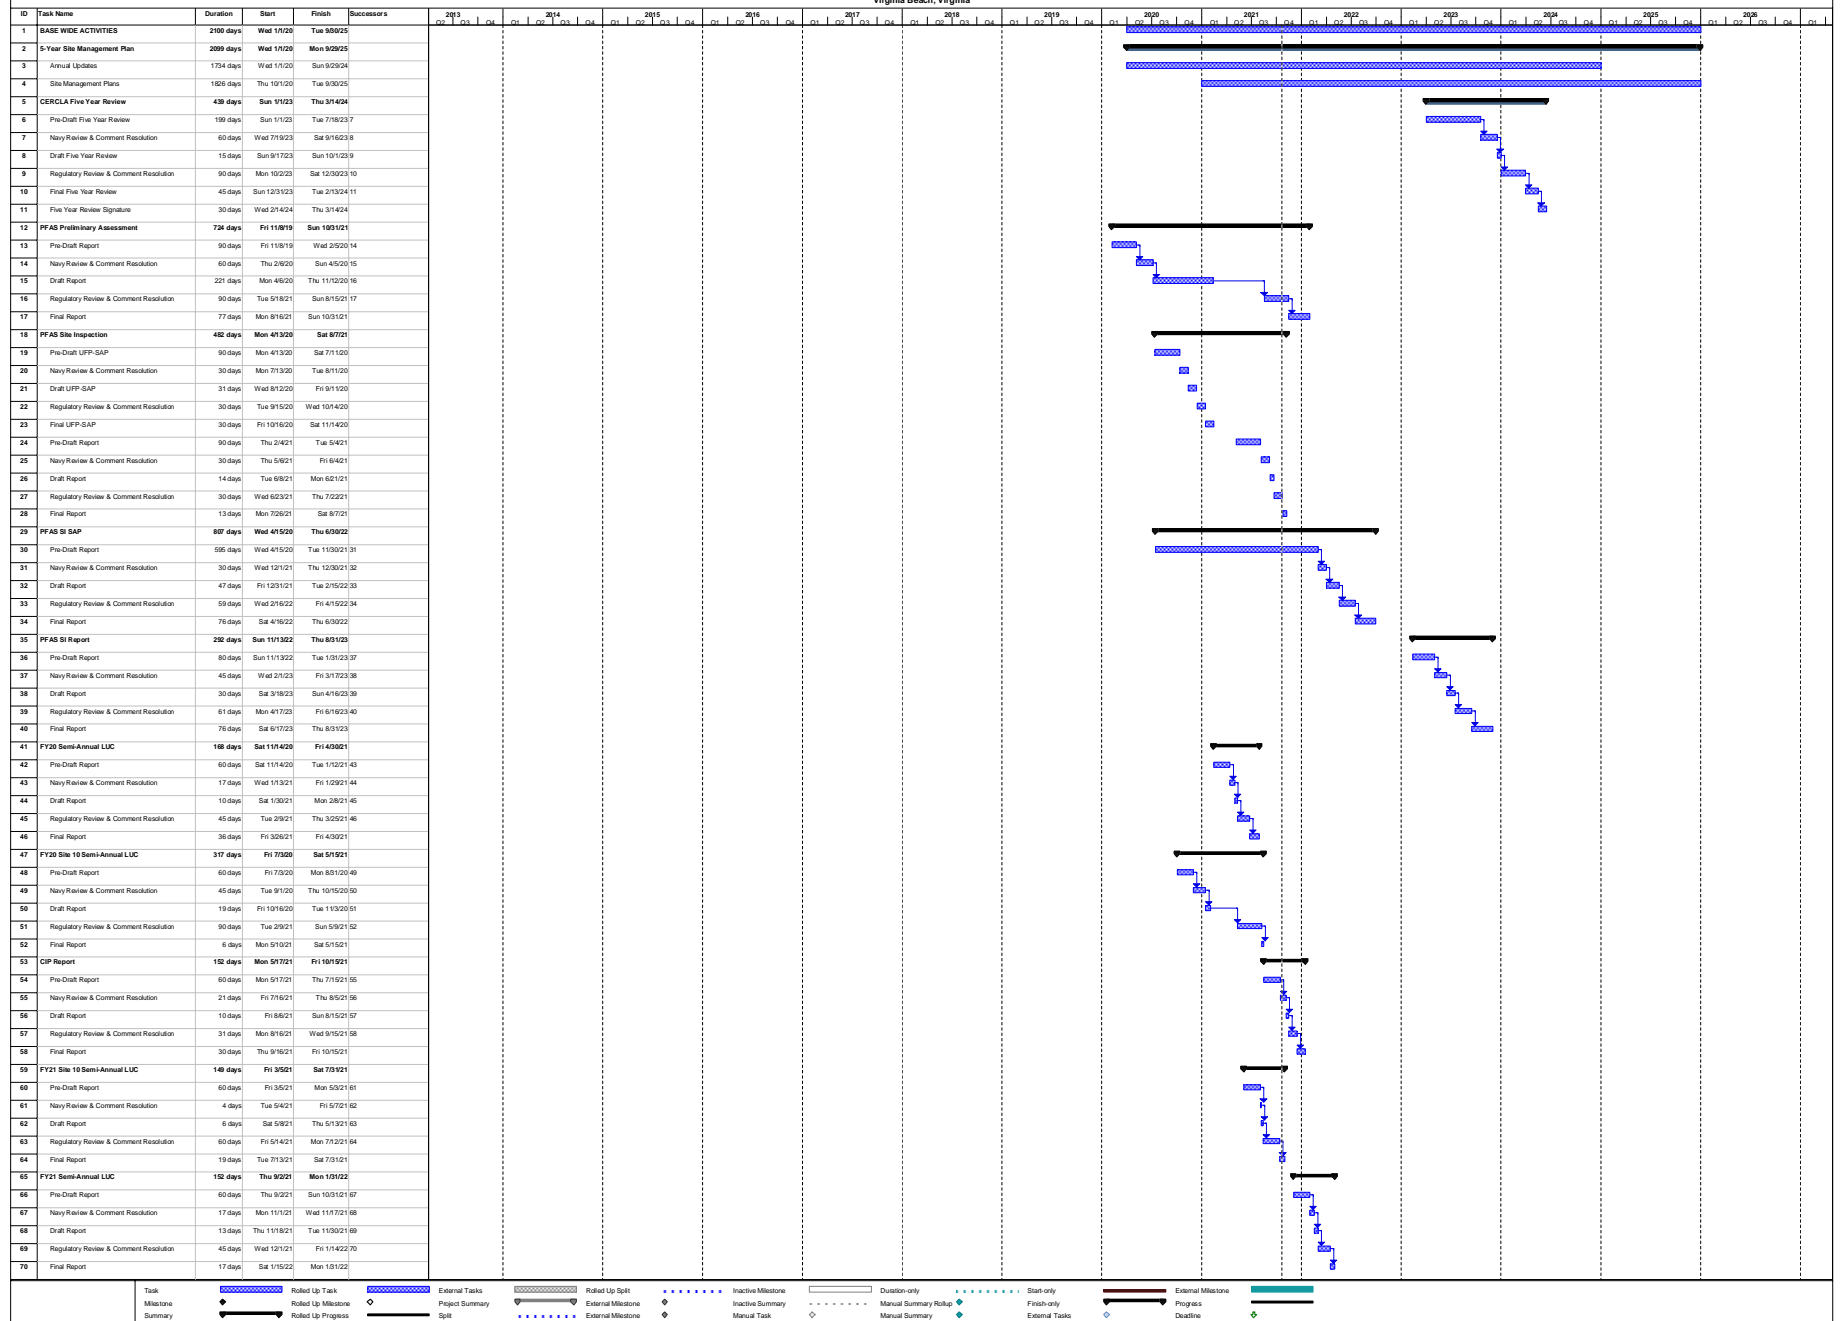 Virginia Beach, Virginia
ID Task Name Duration Start Finish Successors 2013 2014 2015 2016 2017 2018 2019 2020 2021 2022 2023 2024 2025 2026
Q2 Q3 Q4 Q1 Q2 Q3 Q4 Q1 Q2 Q3 Q4 Q1 Q2 Q3 Q4 Q1 Q2 Q3 Q4 Q1 Q2 Q3 Q4 Q1 Q2 Q3 Q4 Q1 Q2 Q3 Q4 Q1 Q2 Q3 Q4 Q1 Q2 Q3 Q4 Q1 Q2 Q3 Q4 Q1 Q2 Q3 Q4 Q1 Q2 Q3 Q4 Q1 Q2 Q3 Q4 Q1
1 BASE WIDE ACTIVITIES 2100 days Wed 1/1/20 Tue 9/30/25
2 5-Year Site Management Plan 2099 days Wed 1/1/20 Mon 9/29/25
3 Annual Updates 1734 days Wed 1/1/20 Sun 9/29/24
4 Site Management Plans 1826 days Thu 10/1/20 Tue 9/30/25
5 CERCLA Five Year Review 439 days Sun 1/1/23 Thu 3/14/24
6 Pre-Draft Five Year Review 199 days Sun 1/1/23 Tue 7/18/23 7
7 Navy Review & Comment Resolution 60 days Wed 7/19/23 Sat 9/16/23 8
8 Draft Five Year Review 15 days Sun 9/17/23 Sun 10/1/23 9
9 Regulatory Review & Comment Resolution 90 days Mon 10/2/23 Sat 12/30/23 10
10 Final Five Year Review 45 days Sun 12/31/23 Tue 2/13/24 11
11 Five Year Review Signature 30 days Wed 2/14/24 Thu 3/14/24
12 PFAS Preliminary Assessment 724 days Fri 11/8/19 Sun 10/31/21
13 Pre-Draft Report 90 days Fri 11/8/19 Wed 2/5/20 14
14 Navy Review & Comment Resolution 60 days Thu 2/6/20 Sun 4/5/20 15
15 Draft Report 221 days Mon 4/6/20 Thu 11/12/20 16
16 Regulatory Review & Comment Resolution 90 days Tue 5/18/21 Sun 8/15/21 17
17 Final Report 77 days Mon 8/16/21 Sun 10/31/21
18 PFAS Site Inspection 482 days Mon 4/13/20 Sat 8/7/21
19 Pre-Draft UFP-SAP 90 days Mon 4/13/20 Sat 7/11/20
20 Navy Review & Comment Resolution 30 days Mon 7/13/20 Tue 8/11/20
21 Draft UFP-SAP 31 days Wed 8/12/20 Fri 9/11/20
22 Regulatory Review & Comment Resolution 30 days Tue 9/15/20 Wed 10/14/20
23 Final UFP-SAP 30 days Fri 10/16/20 Sat 11/14/20
24 Pre-Draft Report 90 days Thu 2/4/21 Tue 5/4/21
25 Navy Review & Comment Resolution 30 days Thu 5/6/21 Fri 6/4/21
26 Draft Report 14 days Tue 6/8/21 Mon 6/21/21
27 Regulatory Review & Comment Resolution 30 days Wed 6/23/21 Thu 7/22/21
28 Final Report 13 days Mon 7/26/21 Sat 8/7/21
29 PFAS SI SAP 807 days Wed 4/15/20 Thu 6/30/22
30 Pre-Draft Report 595 days Wed 4/15/20 Tue 11/30/21 31
31 Navy Review & Comment Resolution 30 days Wed 12/1/21 Thu 12/30/21 32
32 Draft Report 47 days Fri 12/31/21 Tue 2/15/22 33
33 Regulatory Review & Comment Resolution 59 days Wed 2/16/22 Fri 4/15/22 34
34 Final Report 76 days Sat 4/16/22 Thu 6/30/22
35 PFAS SI Report 292 days Sun 11/13/22 Thu 8/31/23
36 Pre-Draft Report 80 days Sun 11/13/22 Tue 1/31/23 37
37 Navy Review & Comment Resolution 45 days Wed 2/1/23 Fri 3/17/23 38
38 Draft Report 30 days Sat 3/18/23 Sun 4/16/23 39
39 Regulatory Review & Comment Resolution 61 days Mon 4/17/23 Fri 6/16/23 40
40 Final Report 76 days Sat 6/17/23 Thu 8/31/23
41 FY20 Semi-Annual LUC 168 days Sat 11/14/20 Fri 4/30/21
42 Pre-Draft Report 60 days Sat 11/14/20 Tue 1/12/21 43
43 Navy Review & Comment Resolution 17 days Wed 1/13/21 Fri 1/29/21 44
44 Draft Report 10 days Sat 1/30/21 Mon 2/8/21 45
45 Regulatory Review & Comment Resolution 45 days Tue 2/9/21 Thu 3/25/21 46
46 Final Report 36 days Fri 3/26/21 Fri 4/30/21
47 FY20 Site 10 Semi-Annual LUC 317 days Fri 7/3/20 Sat 5/15/21
48 Pre-Draft Report 60 days Fri 7/3/20 Mon 8/31/20 49
49 Navy Review & Comment Resolution 45 days Tue 9/1/20 Thu 10/15/20 50
50 Draft Report 19 days Fri 10/16/20 Tue 11/3/20 51
51 Regulatory Review & Comment Resolution 90 days Tue 2/9/21 Sun 5/9/21 52
52 Final Report 6 days Mon 5/10/21 Sat 5/15/21
53 CIP Report 152 days Mon 5/17/21 Fri 10/15/21
54 Pre-Draft Report 60 days Mon 5/17/21 Thu 7/15/21 55
55 Navy Review & Comment Resolution 21 days Fri 7/16/21 Thu 8/5/21 56
56 Draft Report 10 days Fri 8/6/21 Sun 8/15/21 57
57 Regulatory Review & Comment Resolution 31 days Mon 8/16/21 Wed 9/15/21 58
58 Final Report 30 days Thu 9/16/21 Fri 10/15/21
59 FY21 Site 10 Semi-Annual LUC 149 days Fri 3/5/21 Sat 7/31/21
60 Pre-Draft Report 60 days Fri 3/5/21 Mon 5/3/21 61
61 Navy Review & Comment Resolution 4 days Tue 5/4/21 Fri 5/7/21 62
62 Draft Report 6 days Sat 5/8/21 Thu 5/13/21 63
63 Regulatory Review & Comment Resolution 60 days Fri 5/14/21 Mon 7/12/21 64
64 Final Report 19 days Tue 7/13/21 Sat 7/31/21
65 FY21 Semi-Annual LUC 152 days Thu 9/2/21 Mon 1/31/22
66 Pre-Draft Report 60 days Thu 9/2/21 Sun 10/31/21 67
67 Navy Review & Comment Resolution 17 days Mon 11/1/21 Wed 11/17/21 68
68 Draft Report 13 days Thu 11/18/21 Tue 11/30/21 69
69 Regulatory Review & Comment Resolution 45 days Wed 12/1/21 Fri 1/14/22 70
70 Final Report 17 days Sat 1/15/22 Mon 1/31/22
Task Rolled Up Task External Tasks Rolled Up Split Inactive Milestone Duration-only Start-only External Milestone
Milestone Rolled Up Milestone Project Summary External Milestone Inactive Summary Manual Summary Rollup Finish-only Progress
Summary Rolled Up Progress Split External Milestone Manual Task Manual Summary External Tasks Deadline